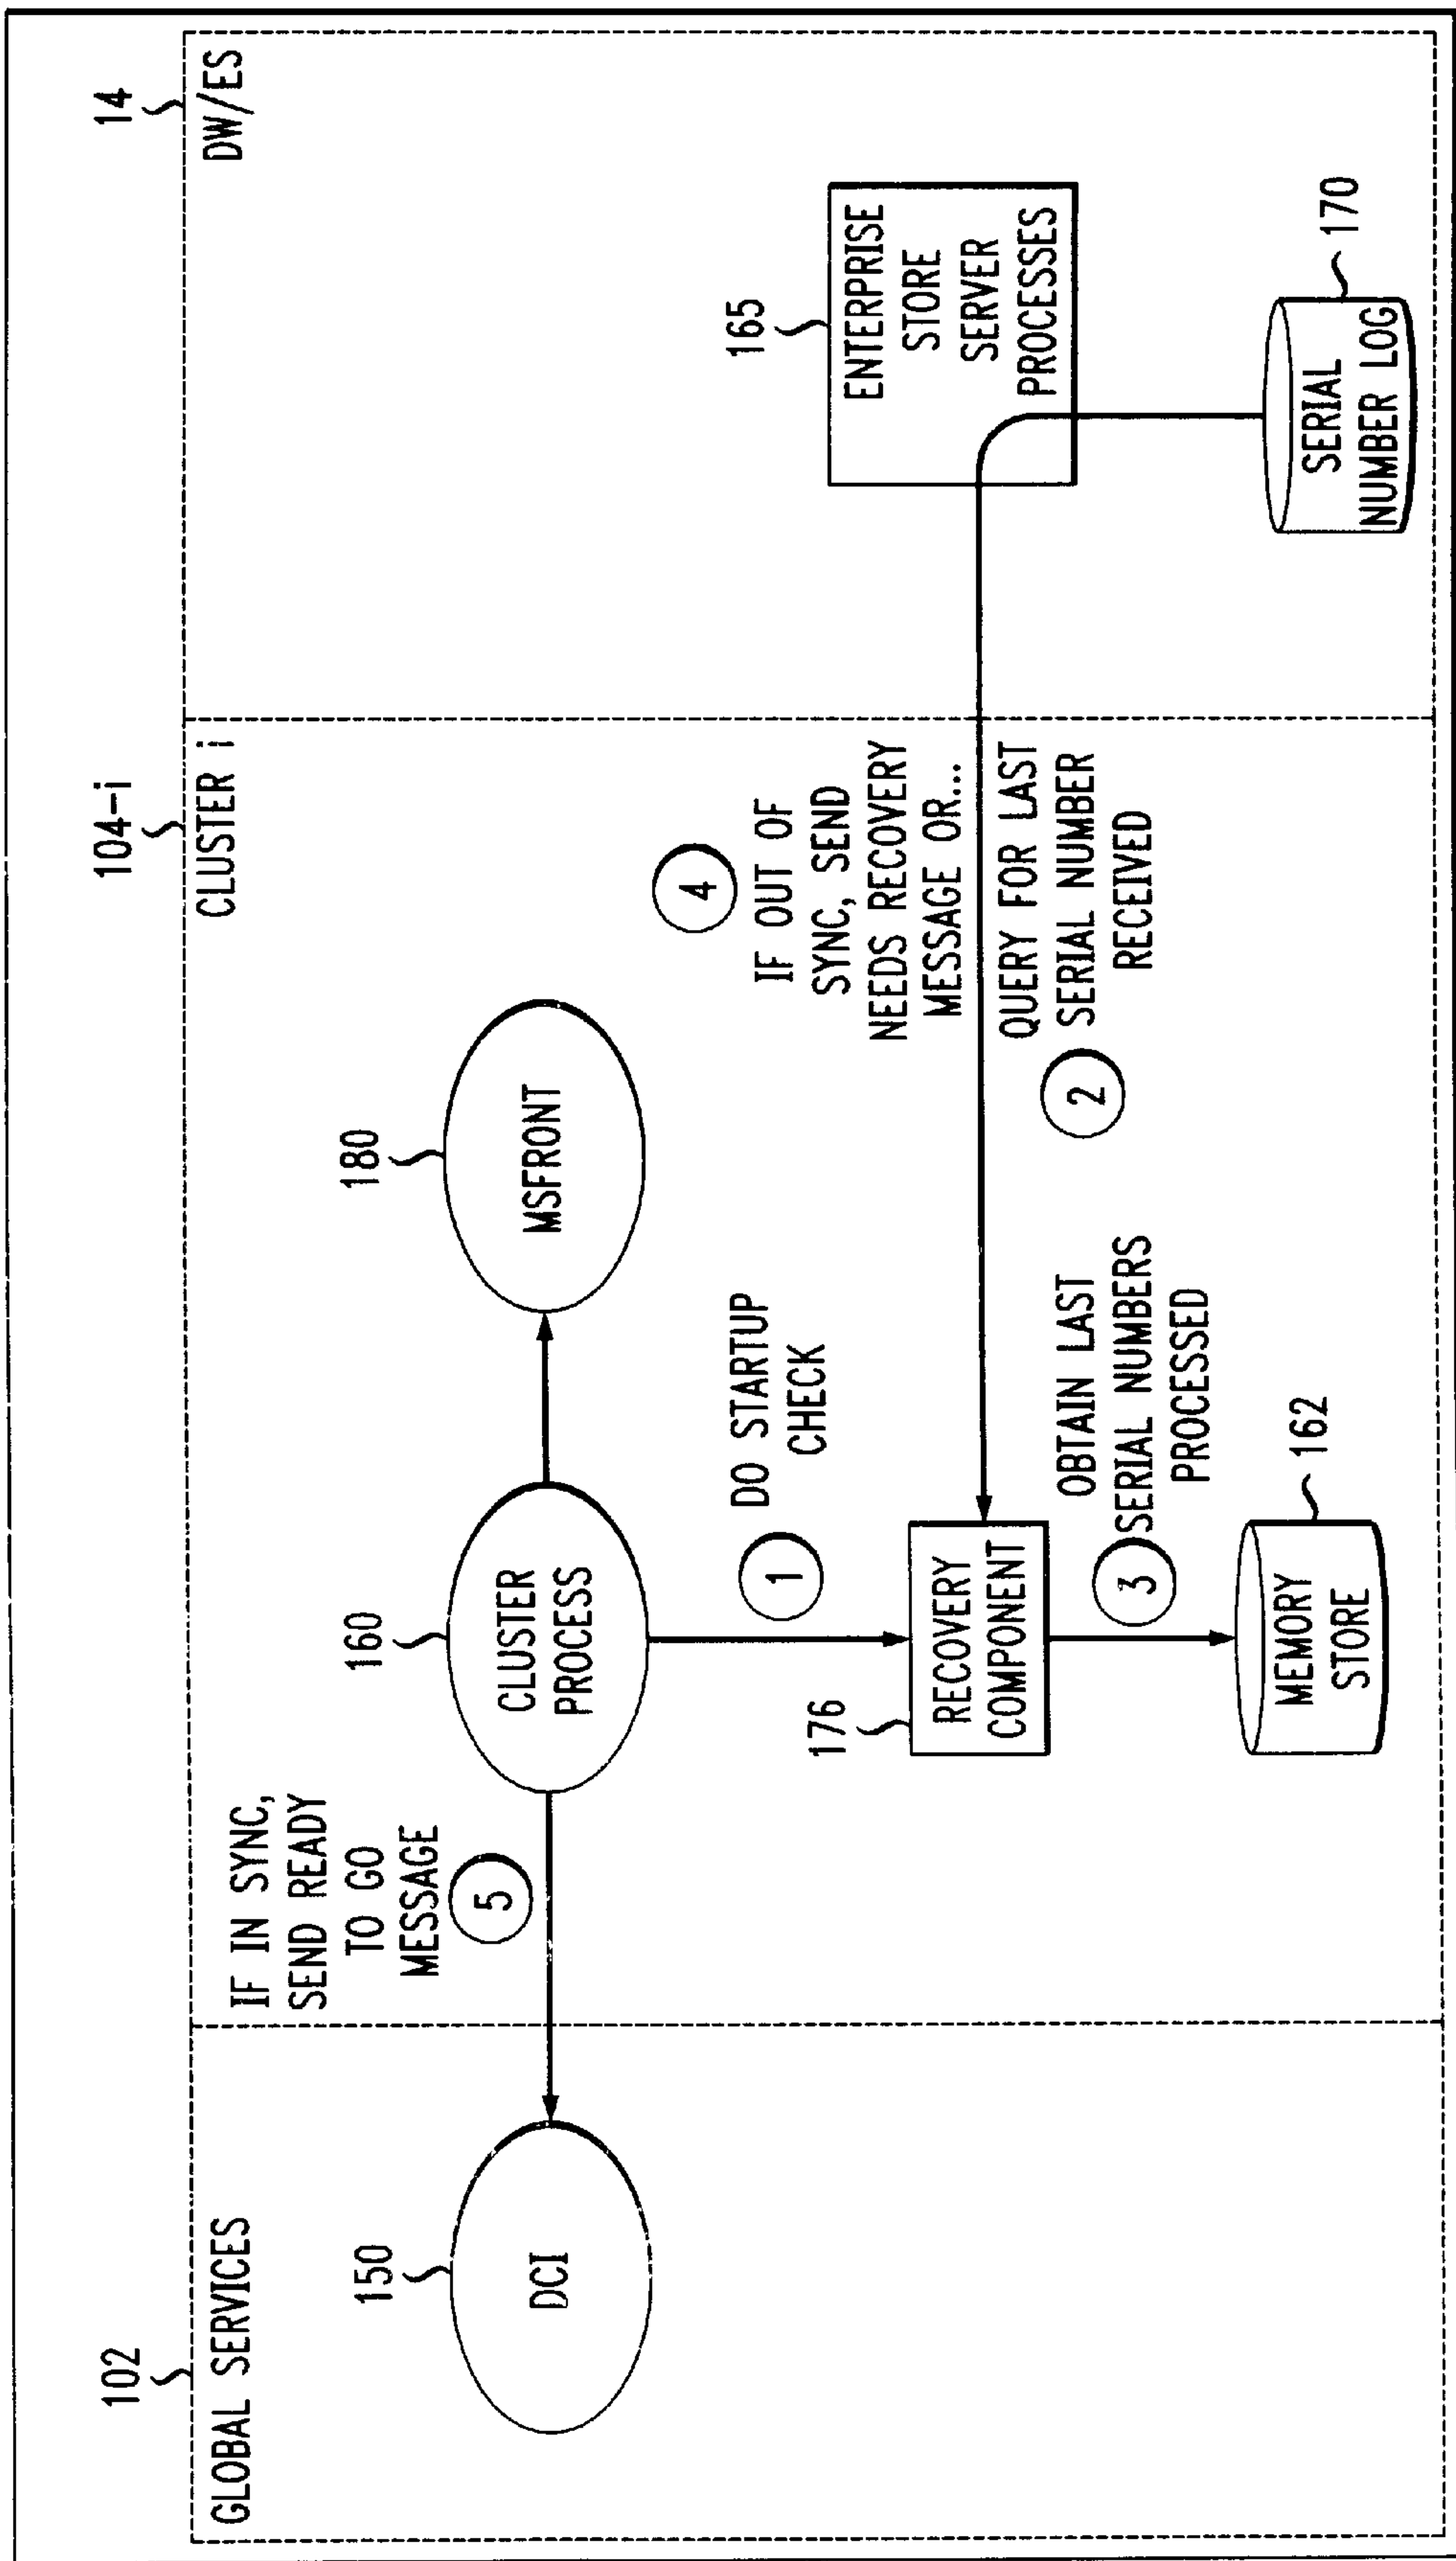 102
GLOBAL SERVICES
150
DCI
IF IN SYNC,
SEND READY
TO GO
MESSAGE
5
104-i
CLUSTER i
160
CLUSTER
PROCESS
180
MSFRONT
1
DO STARTUP
CHECK
176
RECOVERY
COMPONENT
3
OBTAIN LAST
SERIAL NUMBERS
PROCESSED
MEMORY
STORE
162
4
IF OUT OF
SYNC, SEND
NEEDS RECOVERY
MESSAGE OR...
2
QUERY FOR LAST
SERIAL NUMBER
RECEIVED
14
DW/ES
165
ENTERPRISE
STORE
SERVER
PROCESSES
SERIAL
NUMBER LOG
170